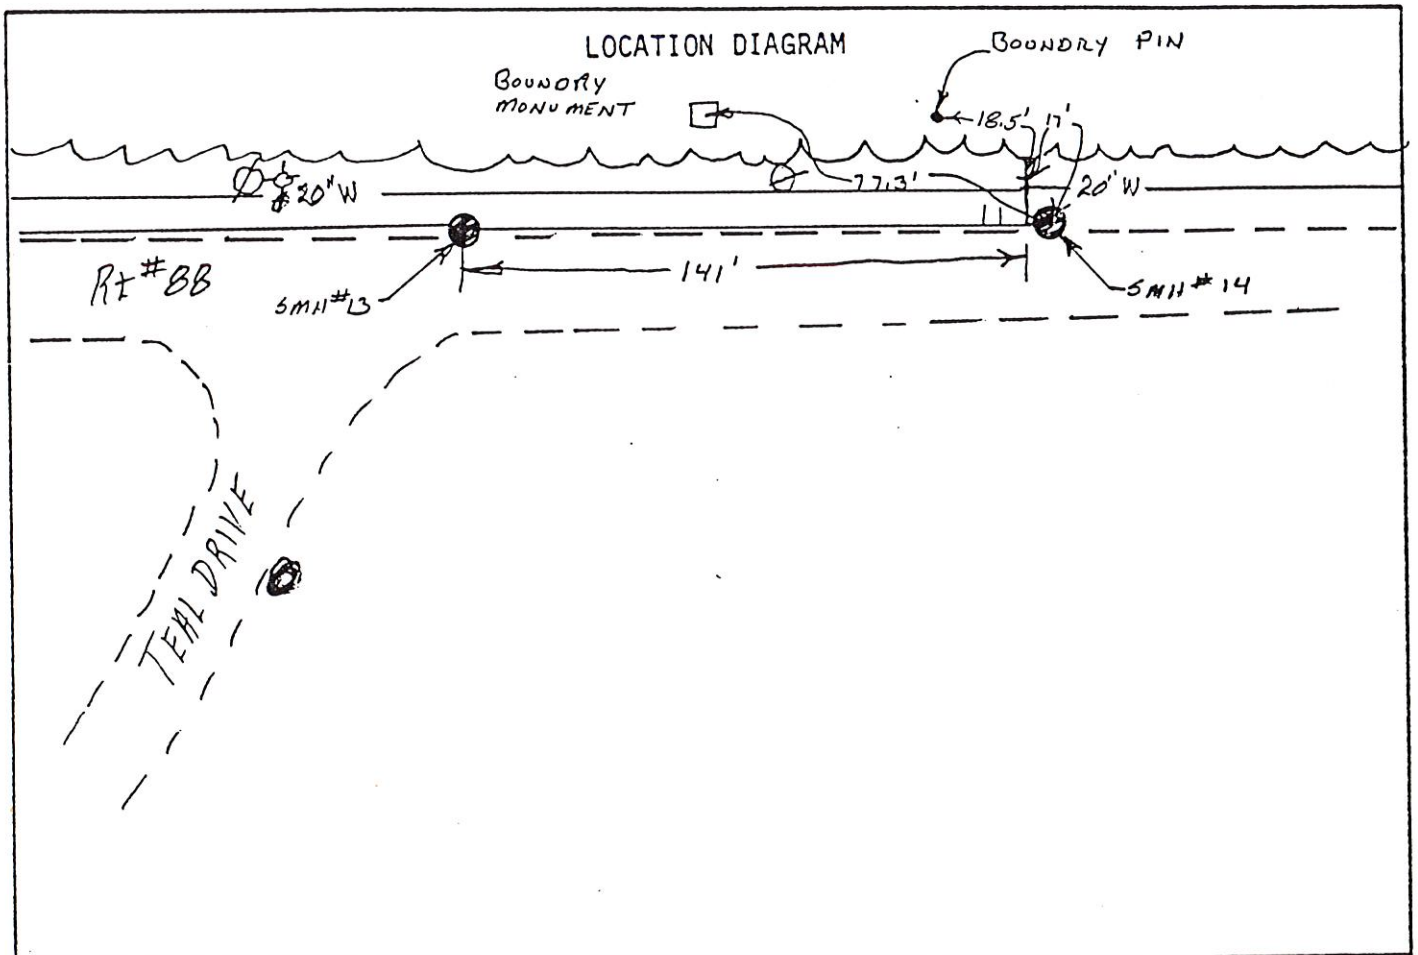 LOCATION DIAGRAM
BOUNDRY PIN
BOUNDRY
MONUMENT
18.5' 17'
20" W
77.3'
20" W
141'
Rt #88
SMH #13
SMH #14
TEAL DRIVE